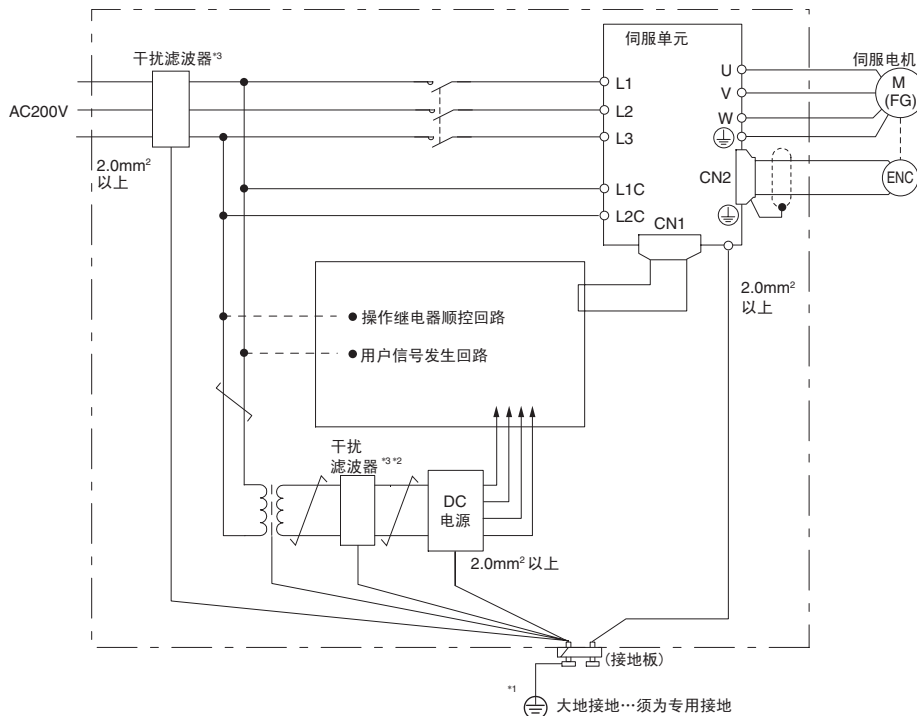 干扰滤波器*3
伺服单元
伺服电机
AC200V
L1
L2
L3
L1C
L2C
U
V
W
M
(FG)
CN2
ENC
CN1
2.0mm²
以上
2.0mm²
以上
操作继电器顺控回路
用户信号发生回路
干扰
滤波器*3 *2
DC
电源
2.0mm² 以上
(接地板)
*1
大地接地…须为专用接地